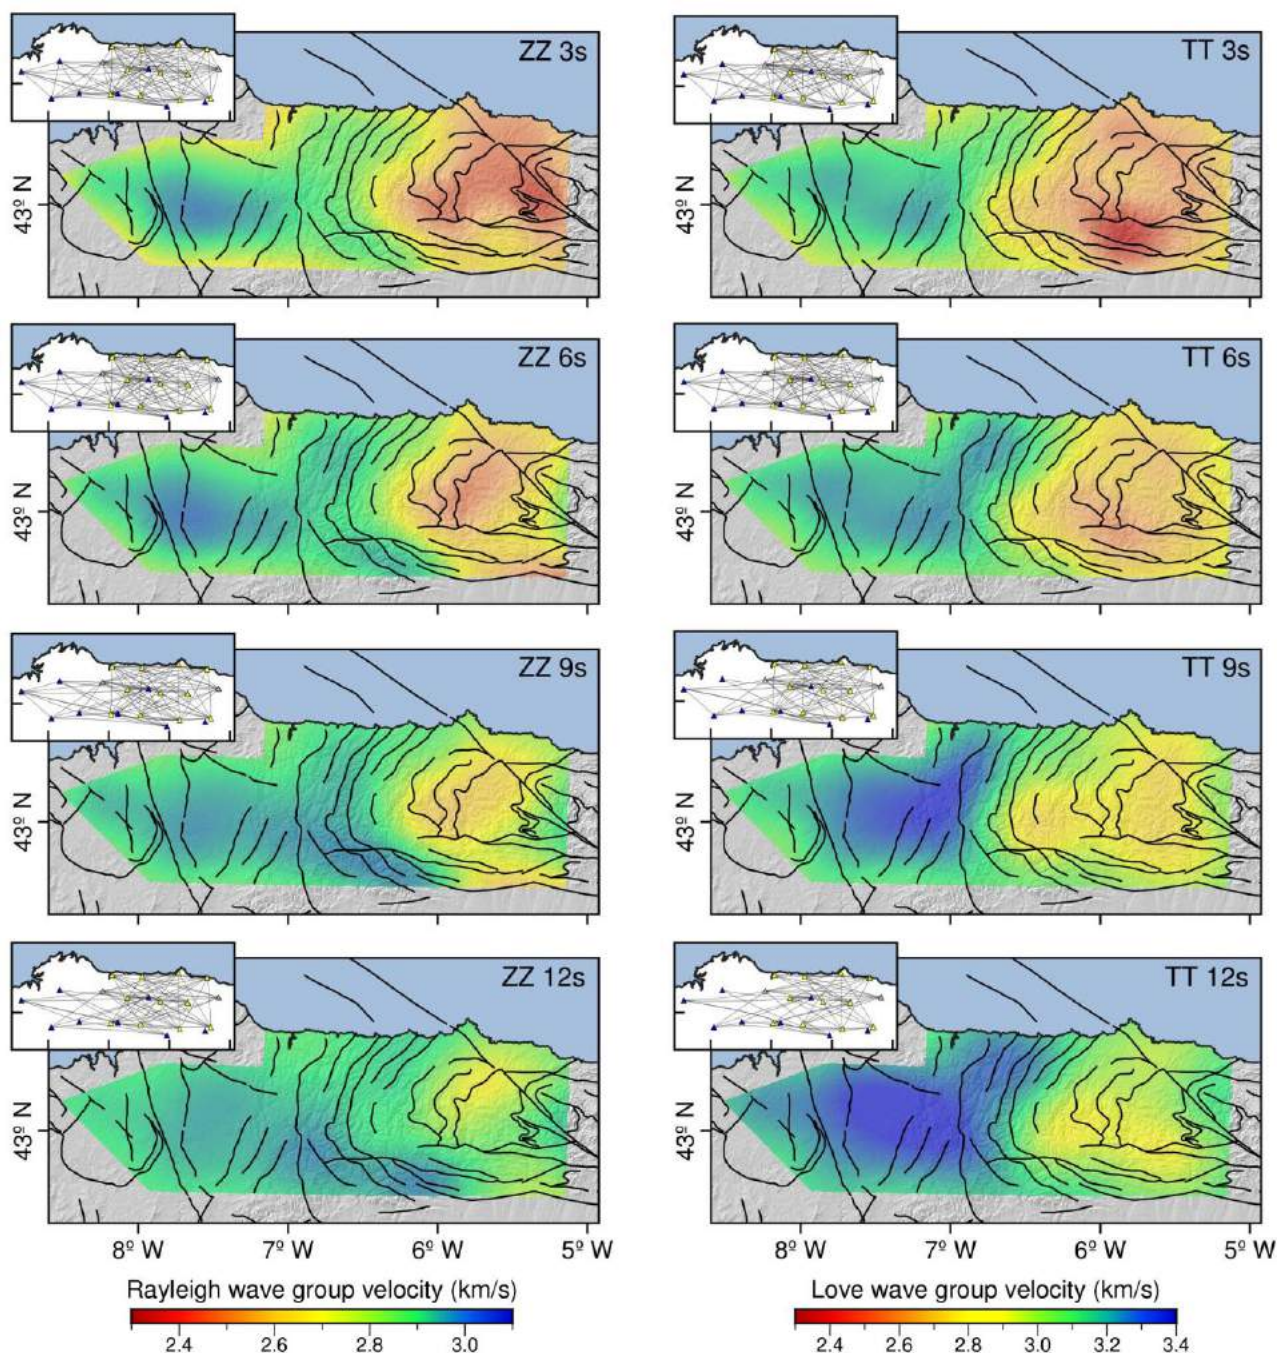 ZZ 3s
TT 3s
43º N
43º N
ZZ 6s
TT 6s
43º N
43º N
ZZ 9s
TT 9s
43º N
43º N
ZZ 12s
TT 12s
43º N
43º N
8º W 7º W 6º W 5º W
8º W 7º W 6º W 5º W
Rayleigh wave group velocity (km/s)
2.4 2.6 2.8 3.0
Love wave group velocity (km/s)
2.4 2.6 2.8 3.0 3.2 3.4